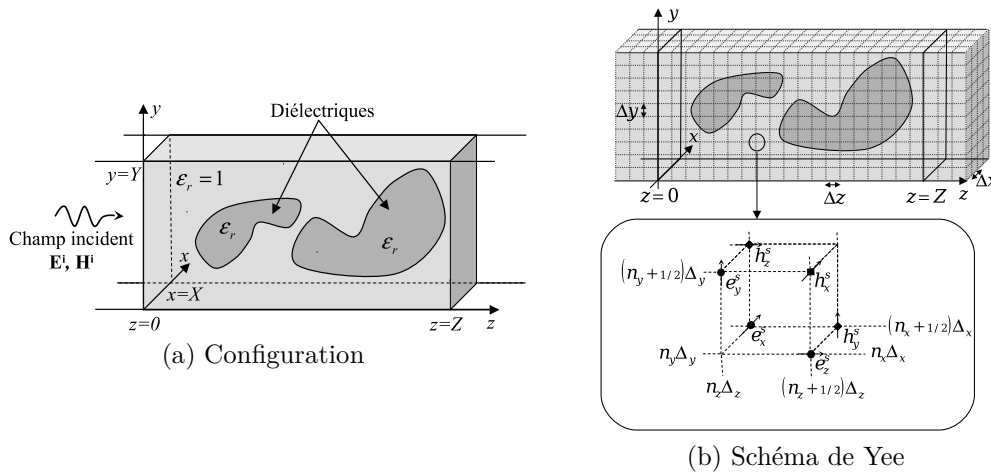 y
Diélectriques
y=Y
ε_r = 1
ε_r
ε_r
Champ incident
E^i, H^i
x
x=X
z=0
z=Z
z
(a) Configuration
y
Δy
x
z=0
Δz
z=Z
z
Δx
h_z^s
(n_y + 1/2)Δ_y
e_y^s
h_x^s
e_x^s
h_y^s
(n_x + 1/2)Δ_x
n_yΔ_y
e_z^s
n_xΔ_x
n_zΔ_z
(n_z + 1/2)Δ_z
(b) Schéma de Yee